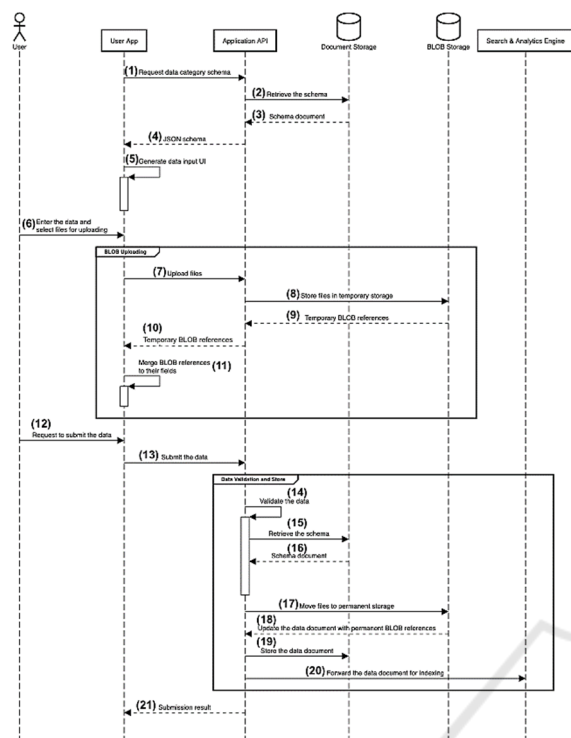 User
User App
Application API
Document Storage
BLOB Storage
Search & Analytics Engine
(1) Request data category schema
(2) Retrieve the schema
(3) Schema document
(4) JSON schema
(5) Generate data input UI
(6) Enter the data and
select files for uploading
BLOB Uploading
(7) Upload files
(8) Store files in temporary storage
(9) Temporary BLOB references
(10)
Temporary BLOB references
Merge BLOB references (11)
to their fields
(12)
Request to submit the data
(13) Submit the data
Data Validation and Store
(14)
Validate the data
(15)
Retrieve the schema
(16)
Schema document
(17) Move files to permanent storage
(18)
Update the data document with permanent BLOB references
(19)
Store the data document
(20) Forward the data document for indexing
(21) Submission result